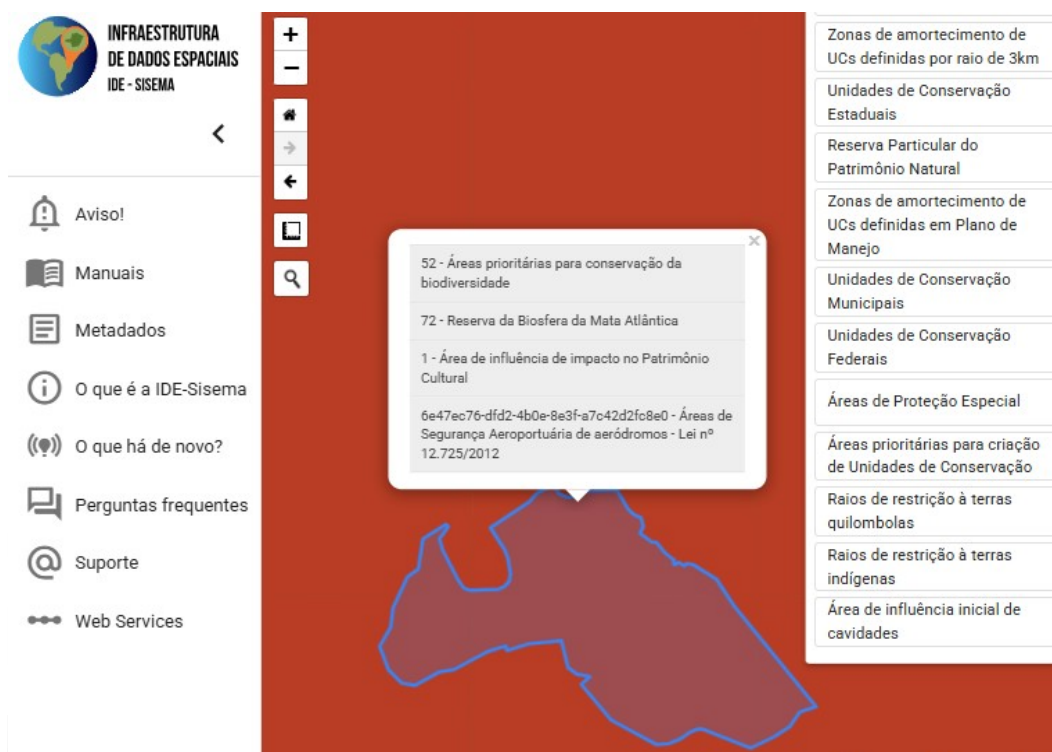 INFRAESTRUTURA
DE DADOS ESPACIAIS
IDE - SISEMA
Aviso!
Manuais
Metadados
O que é a IDE-Sisema
O que há de novo?
Perguntas frequentes
Suporte
Web Services
52 - Áreas prioritárias para conservação da
biodiversidade
72 - Reserva da Biosfera da Mata Atlântica
1 - Área de influência de impacto no Patrimônio
Cultural
6e47ec76-dfd2-4b0e-8e3f-a7c42d2fc8e0 - Áreas de
Segurança Aeroportuária de aeródromos - Lei nº
12.725/2012
Zonas de amortecimento de
UCs definidas por raio de 3km
Unidades de Conservação
Estaduais
Reserva Particular do
Patrimônio Natural
Zonas de amortecimento de
UCs definidas em Plano de
Manejo
Unidades de Conservação
Municipais
Unidades de Conservação
Federais
Áreas de Proteção Especial
Áreas prioritárias para criação
de Unidades de Conservação
Raios de restrição à terras
quilombolas
Raios de restrição à terras
indígenas
Área de influência inicial de
cavidades